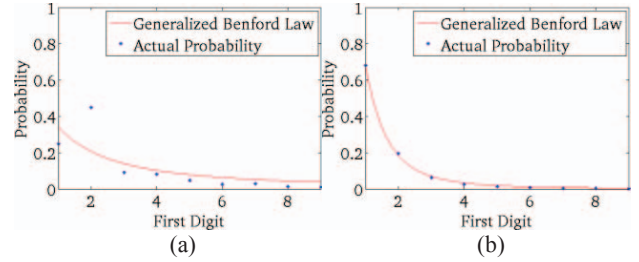 1
0.8
0.6
0.4
0.2
0
Probability
Generalized Benford Law
Actual Probability
2 4 6 8
First Digit
(a)
1
0.8
0.6
0.4
0.2
0
Probability
Generalized Benford Law
Actual Probability
2 4 6 8
First Digit
(b)